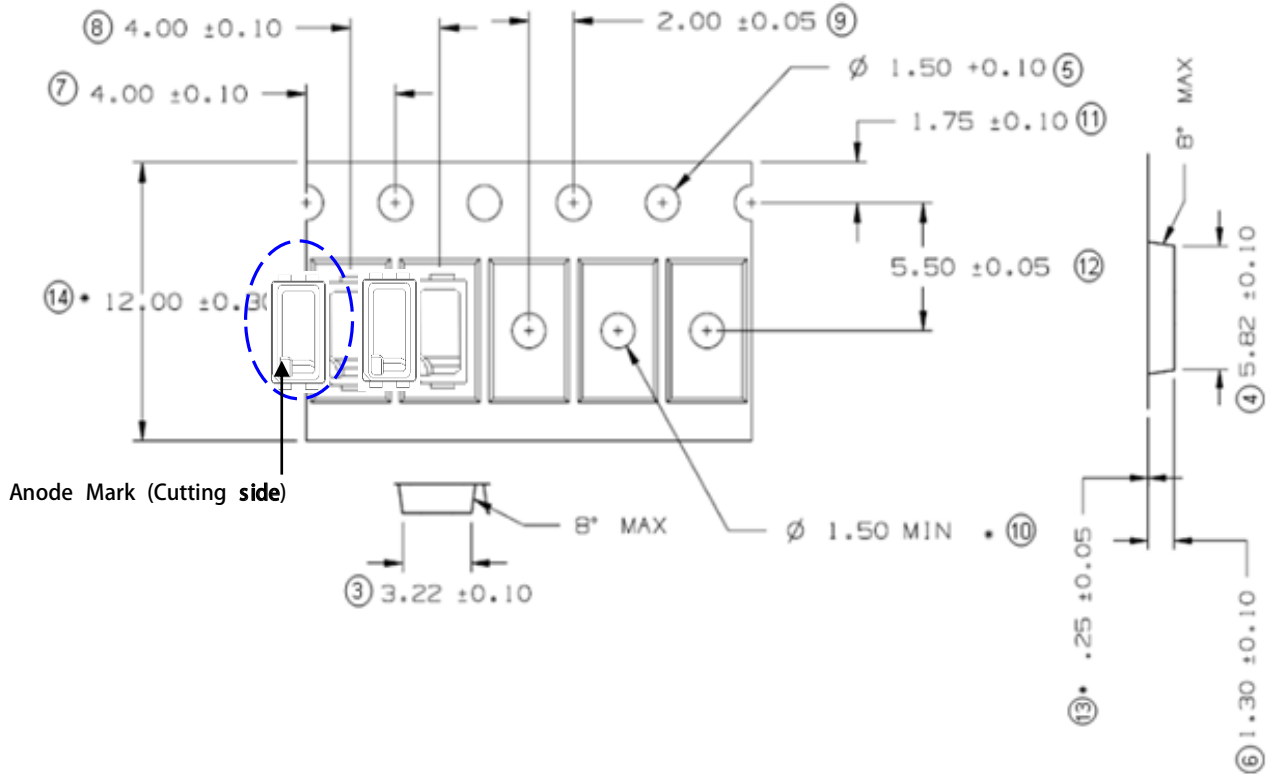 ⑧ 4.00 ±0.10
2.00 ±0.05 ⑨
⑦ 4.00 ±0.10
Ø 1.50 +0.10 ⑤
1.75 ±0.10 ⑪
8° MAX
5.50 ±0.05 ⑫
④ 5.82 ±0.10
⑭ • 12.00 ±0.30
Anode Mark (Cutting side)
8° MAX
Ø 1.50 MIN • ⑩
③ 3.22 ±0.10
⑬ • .25 ±0.05
⑥ 1.30 ±0.10